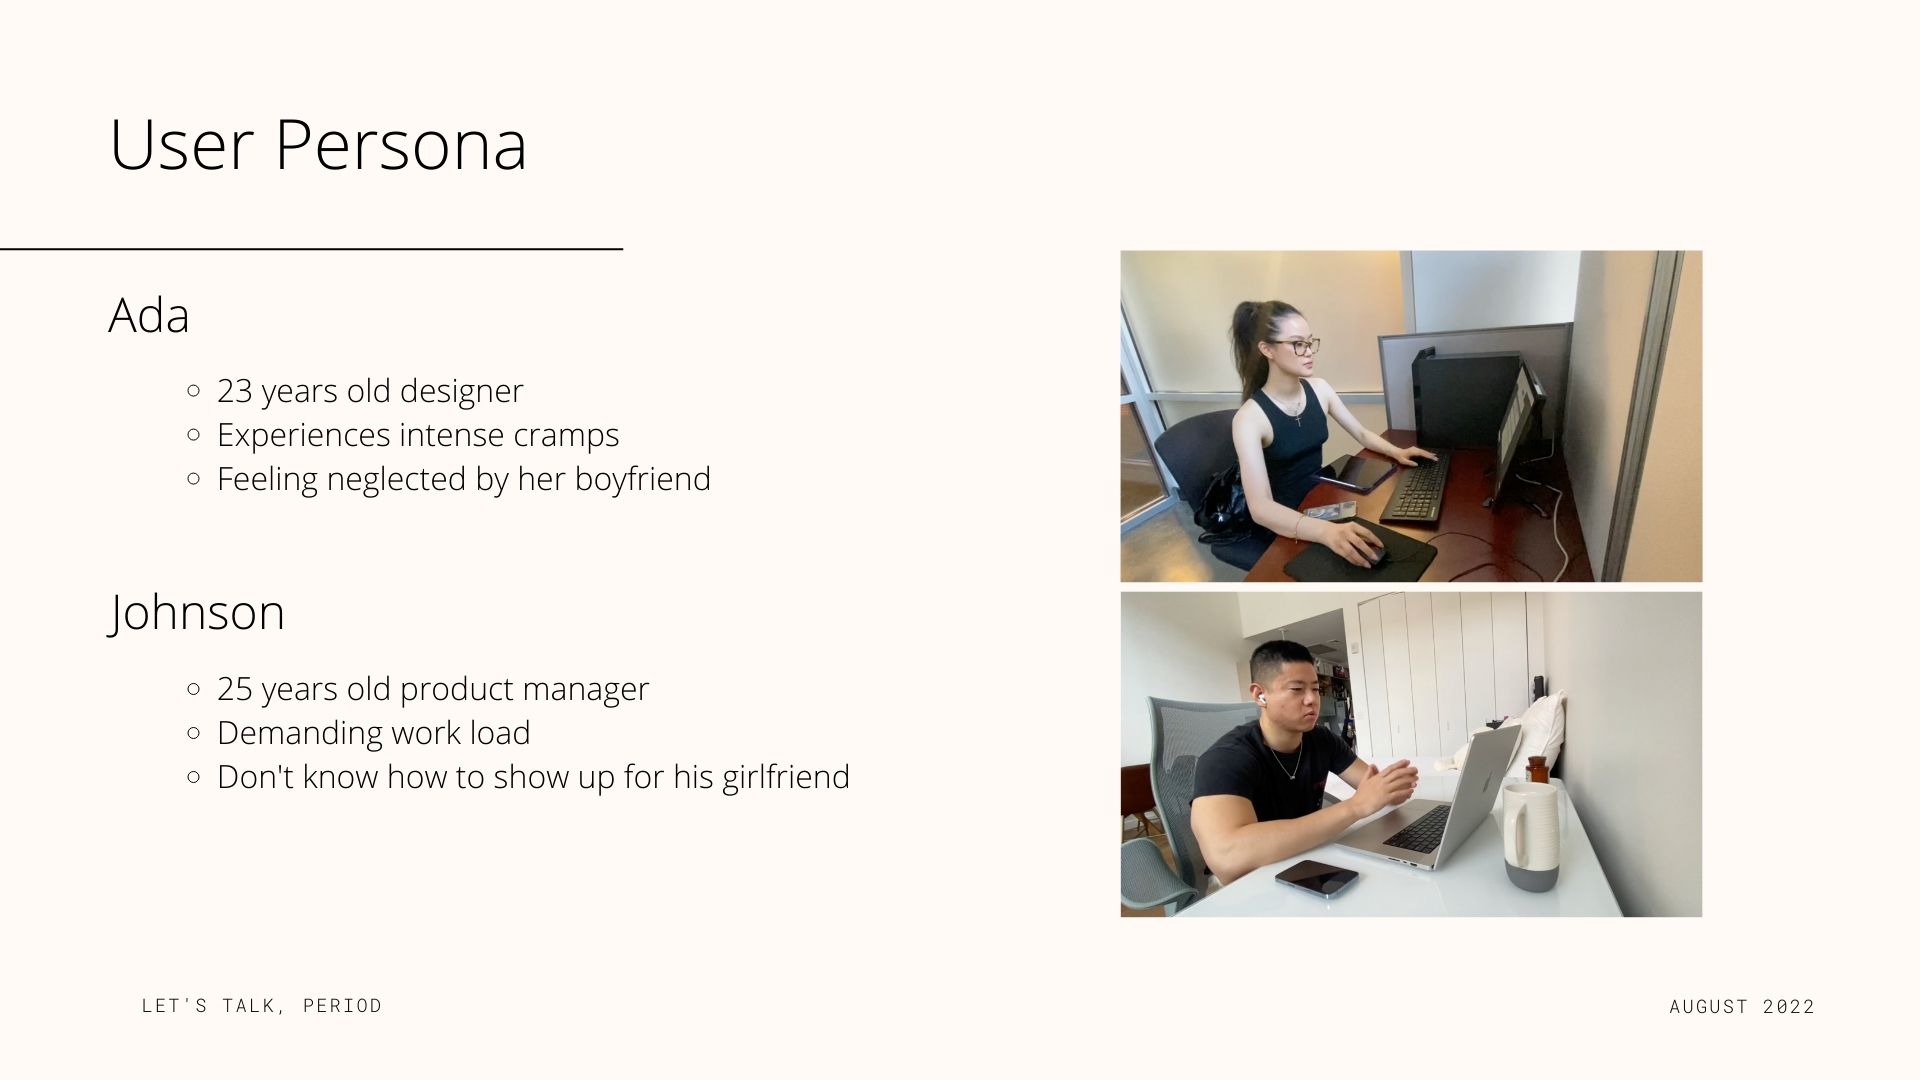 User Persona
Ada
23 years old designer
Experiences intense cramps
Feeling neglected by her boyfriend
Johnson
25 years old product manager
Demanding work load
Don't know how to show up for his girlfriend
LET'S TALK, PERIOD
AUGUST 2022